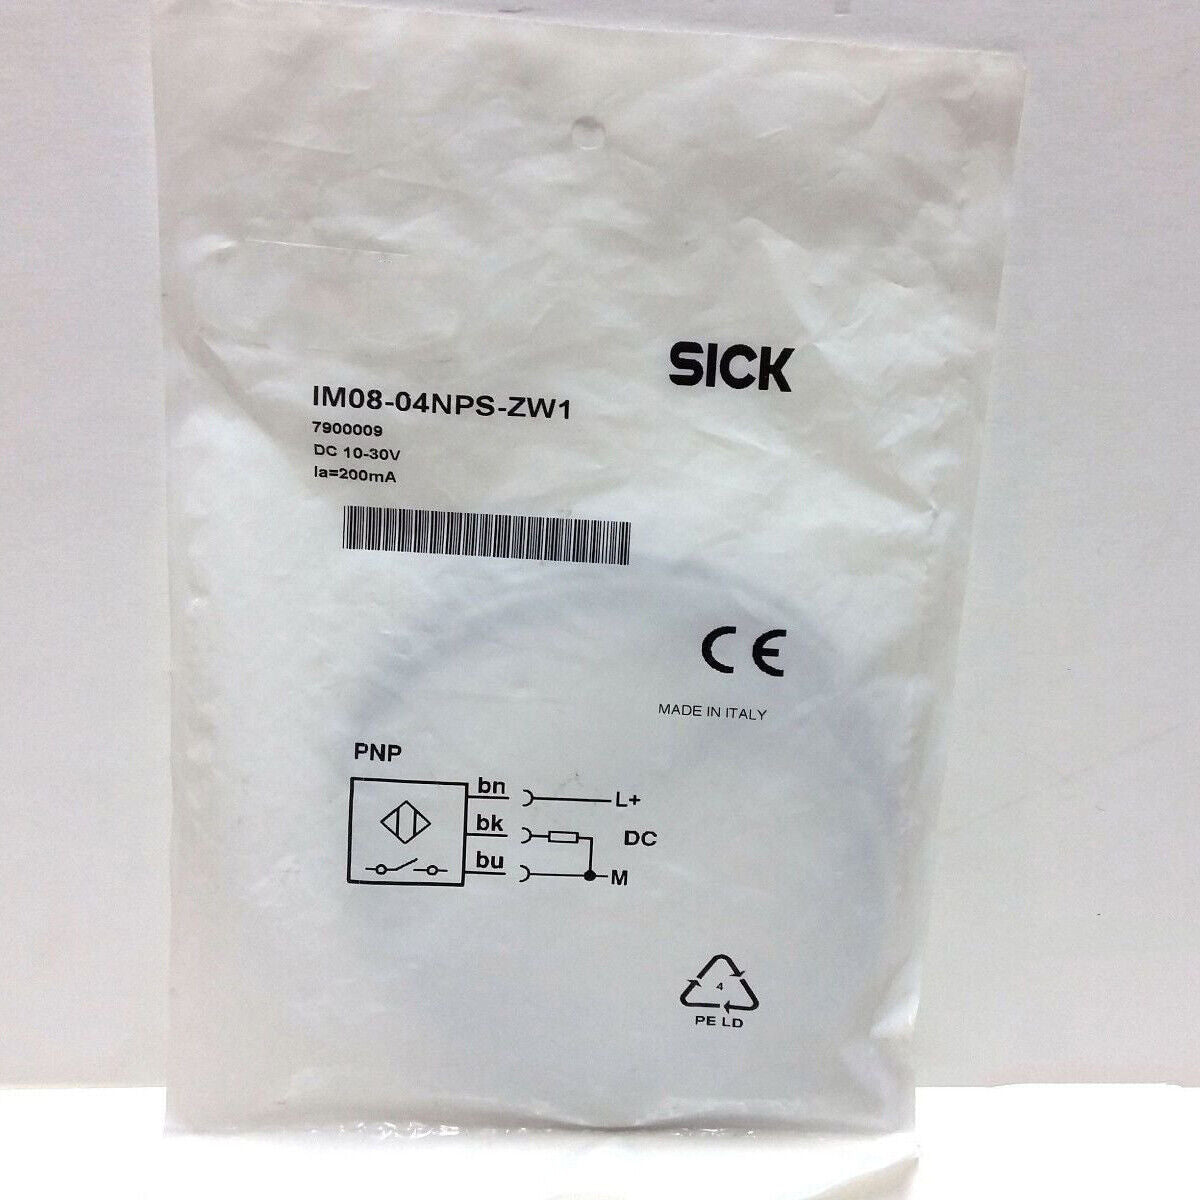 SICK
IM08-04NPS-ZW1
7900009
DC 10-30V
Ia=200mA
CE
MADE IN ITALY
PNP
bn
L+
bk
DC
bu
M
4
PE LD